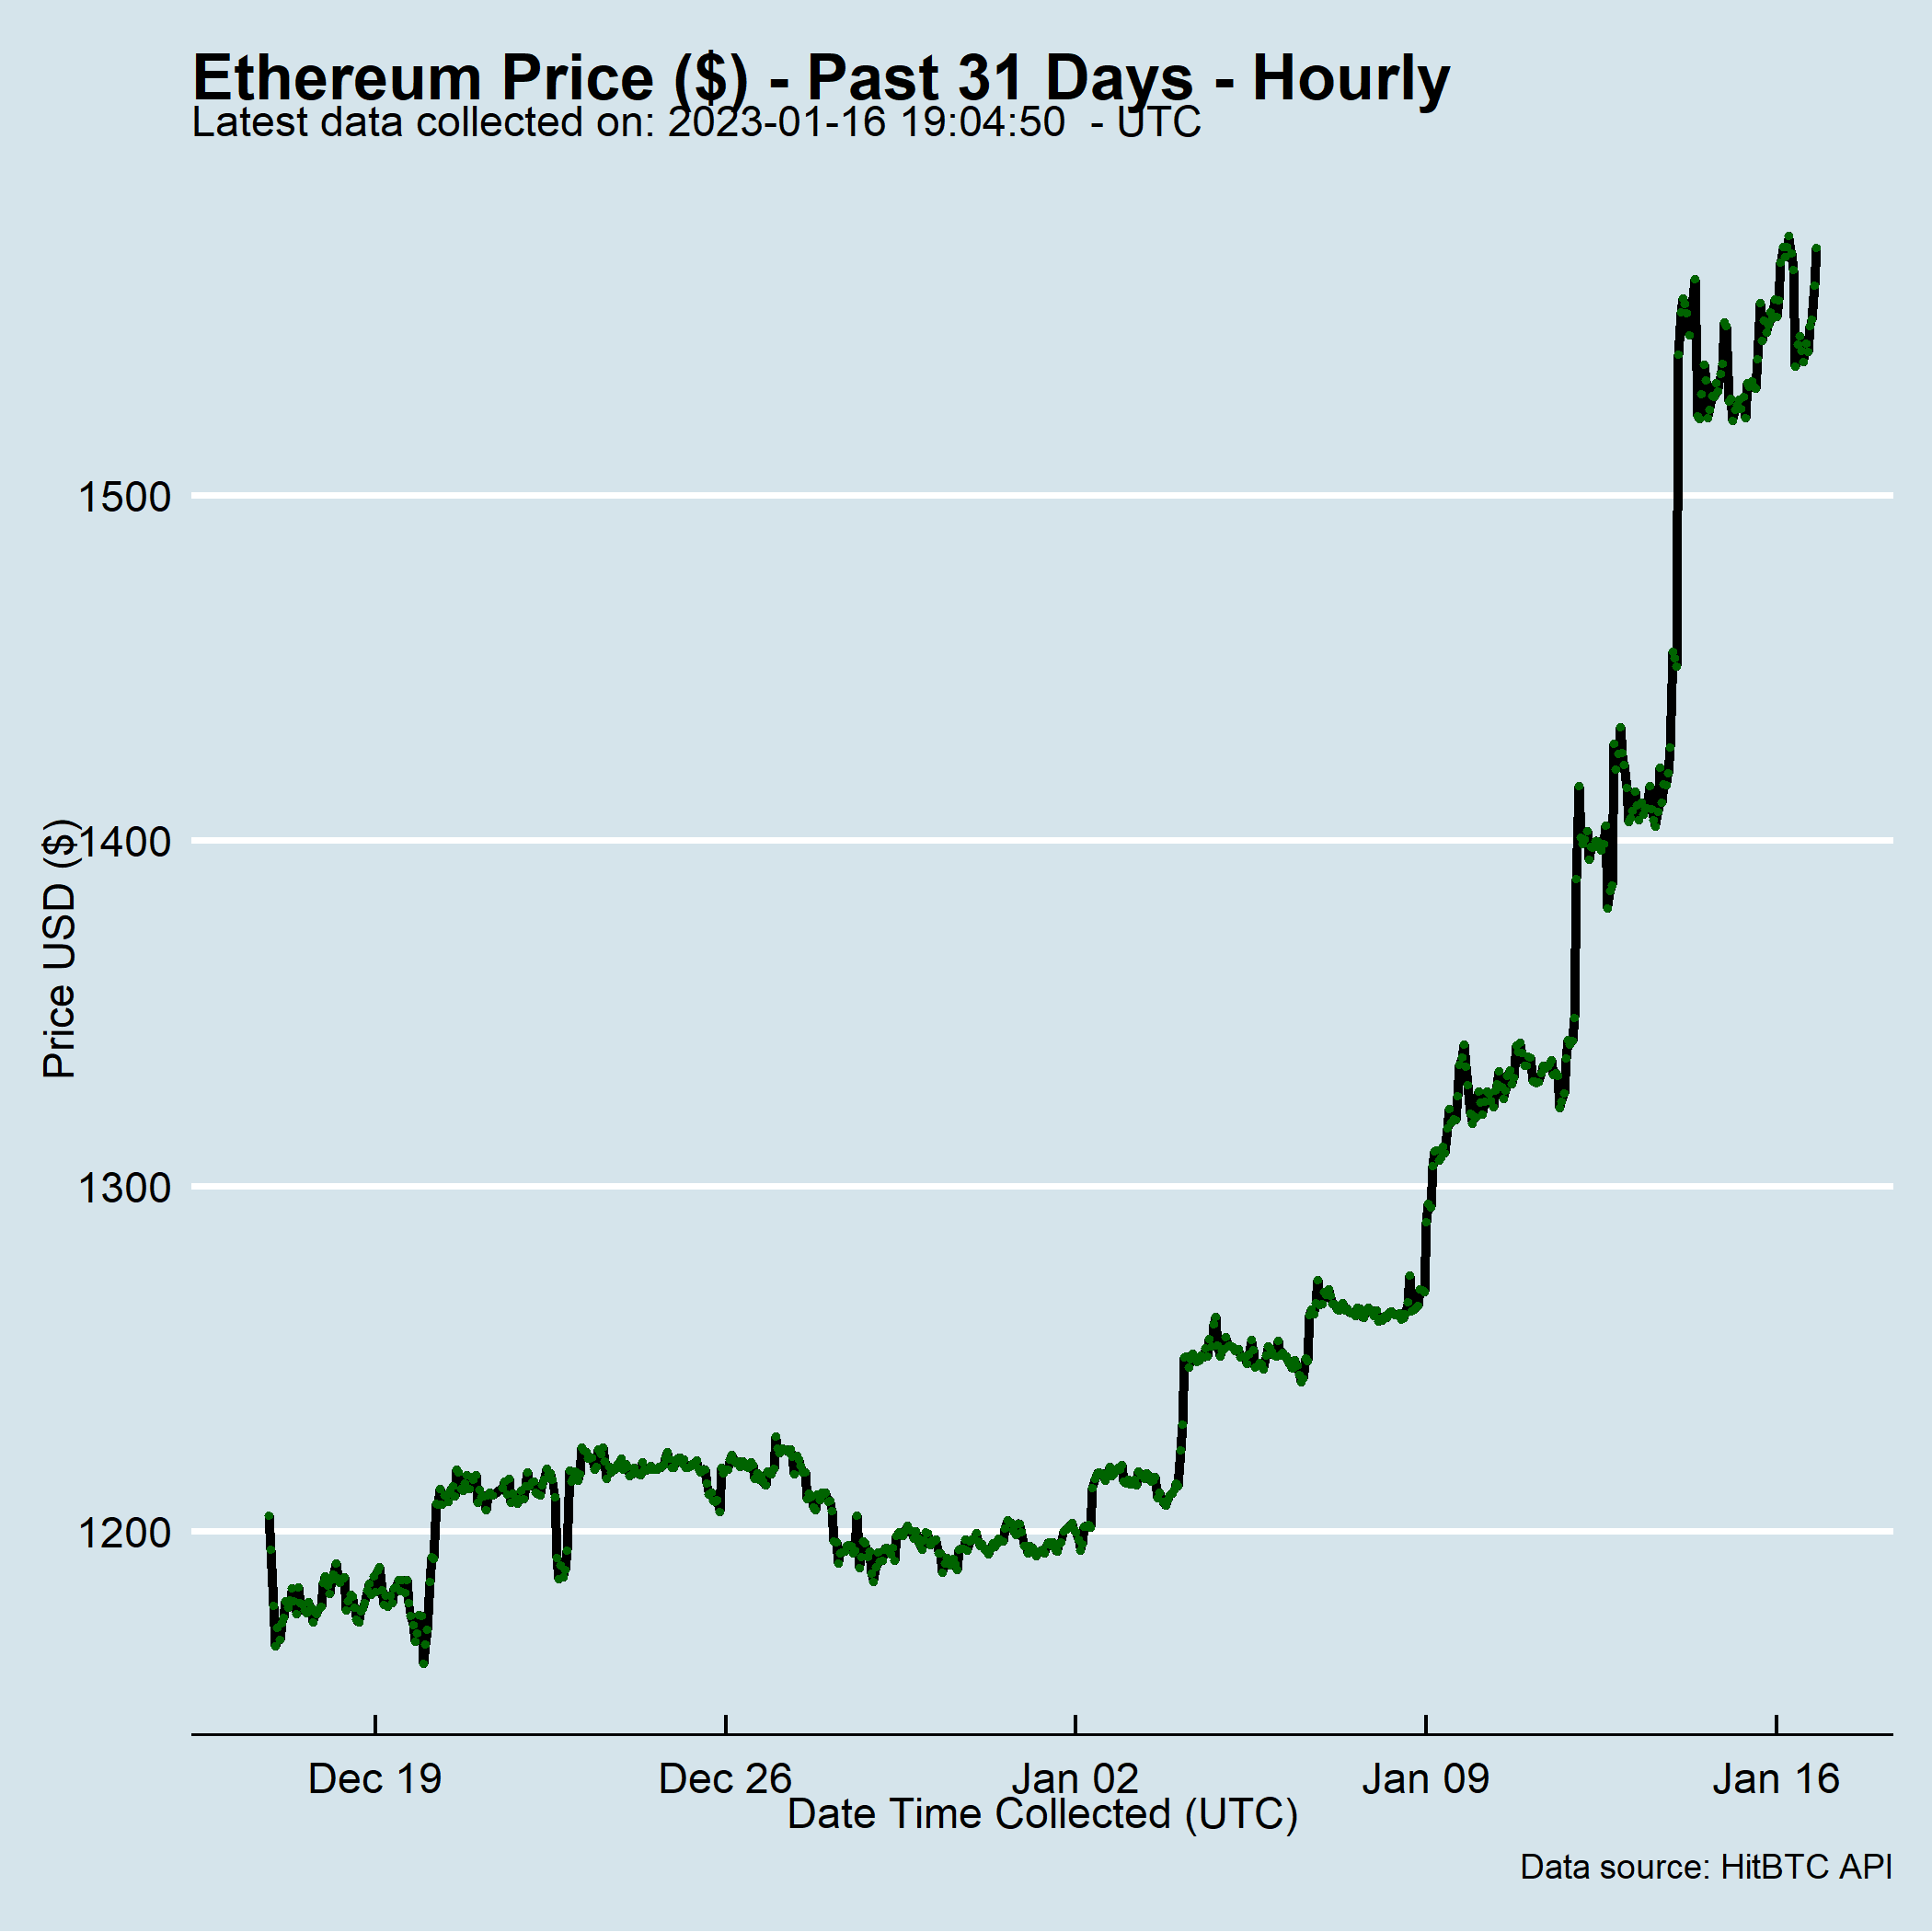 Ethereum Price ($) - Past 31 Days - Hourly
Latest data collected on: 2023-01-16 19:04:50  - UTC
Price USD ($)
1500
1400
1300
1200
Dec 19 Dec 26 Jan 02 Jan 09 Jan 16
Date Time Collected (UTC)
Data source: HitBTC API